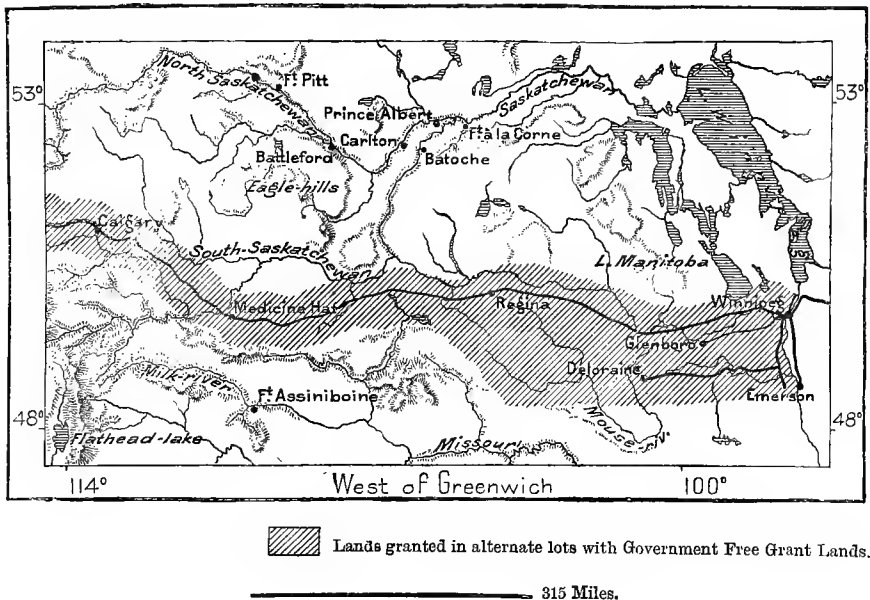 North Saskatchewan
Ft. Pitt
53°
53°
Saskatchewan
Prince Albert
Ft. à la Corne
Carlton
Batoche
Battleford
Eagle-hills
Calgary
South-Saskatchewan
L. Manitoba
Medicine Hat
Regina
Winnipeg
Glenboro
Deloraine
Milk-river
Ft. Assiniboine
Emerson
Mouse-riv.
48°
48°
Flathead-lake
Missouri
114° West of Greenwich 100°
Lands granted in alternate lots with Government Free Grant Lands.
315 Miles.